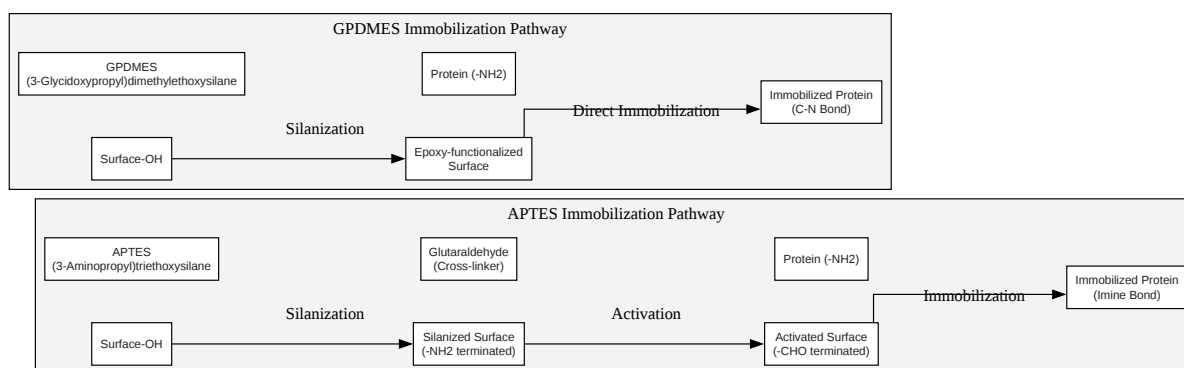 GPDMES Immobilization Pathway
GPDMES
(3-Glycidoxypropyl)dimethylethoxysilane
Protein (-NH2)
Immobilized Protein
(C-N Bond)
Direct Immobilization
Silanization
Surface-OH
Epoxy-functionalized
Surface
APTES Immobilization Pathway
APTES
(3-Aminopropyl)triethoxysilane
Glutaraldehyde
(Cross-linker)
Protein (-NH2)
Immobilized Protein
(Imine Bond)
Immobilization
Silanization
Activation
Surface-OH
Silanized Surface
(-NH2 terminated)
Activated Surface
(-CHO terminated)